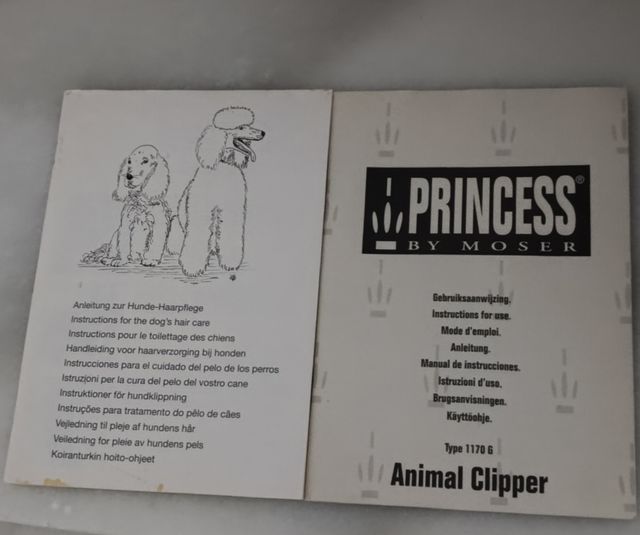 Anleitung zur Hunde-Haarpflege
Instructions for the dog's hair care
Instructions pour le toilettage des chiens
Handleiding voor haarverzorging bij honden
Instrucciones para el cuidado del pelo de los perros
Istruzioni per la cura del pelo del vostro cane
Instruktioner för hundklippning
Instruções para tratamento do pêlo de cães
Vejledning til pleje af hundens hår
Veiledning for pleie av hundens pels
Koiranturkin hoito-ohjeet
PRINCESS®
BY MOSER
Gebruiksaanwijzing.
Instructions for use.
Mode d'emploi.
Anleitung.
Manual de instrucciones.
Istruzioni d'uso.
Brugsanvisningen.
Käyttöohje.
Type 1170 G
Animal Clipper